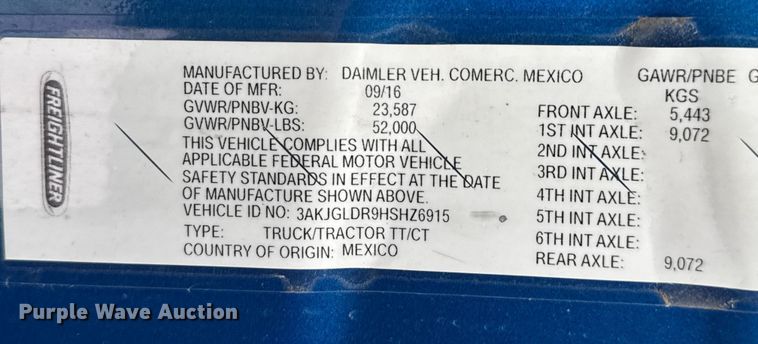 FREIGHTLINER
MANUFACTURED BY: DAIMLER VEH. COMERC. MEXICO
DATE OF MFR: 09/16
GVWR/PNBV-KG: 23,587
GVWR/PNBV-LBS: 52,000
THIS VEHICLE COMPLIES WITH ALL
APPLICABLE FEDERAL MOTOR VEHICLE
SAFETY STANDARDS IN EFFECT AT THE DATE
OF MANUFACTURE SHOWN ABOVE.
VEHICLE ID NO: 3AKJGLDR9HSHZ6915
TYPE: TRUCK/TRACTOR TT/CT
COUNTRY OF ORIGIN: MEXICO
GAWR/PNBE G
KGS
FRONT AXLE: 5,443
1ST INT AXLE: 9,072
2ND INT AXLE:
3RD INT AXLE:
4TH INT AXLE:
5TH INT AXLE:
6TH INT AXLE:
REAR AXLE: 9,072
Purple Wave Auction